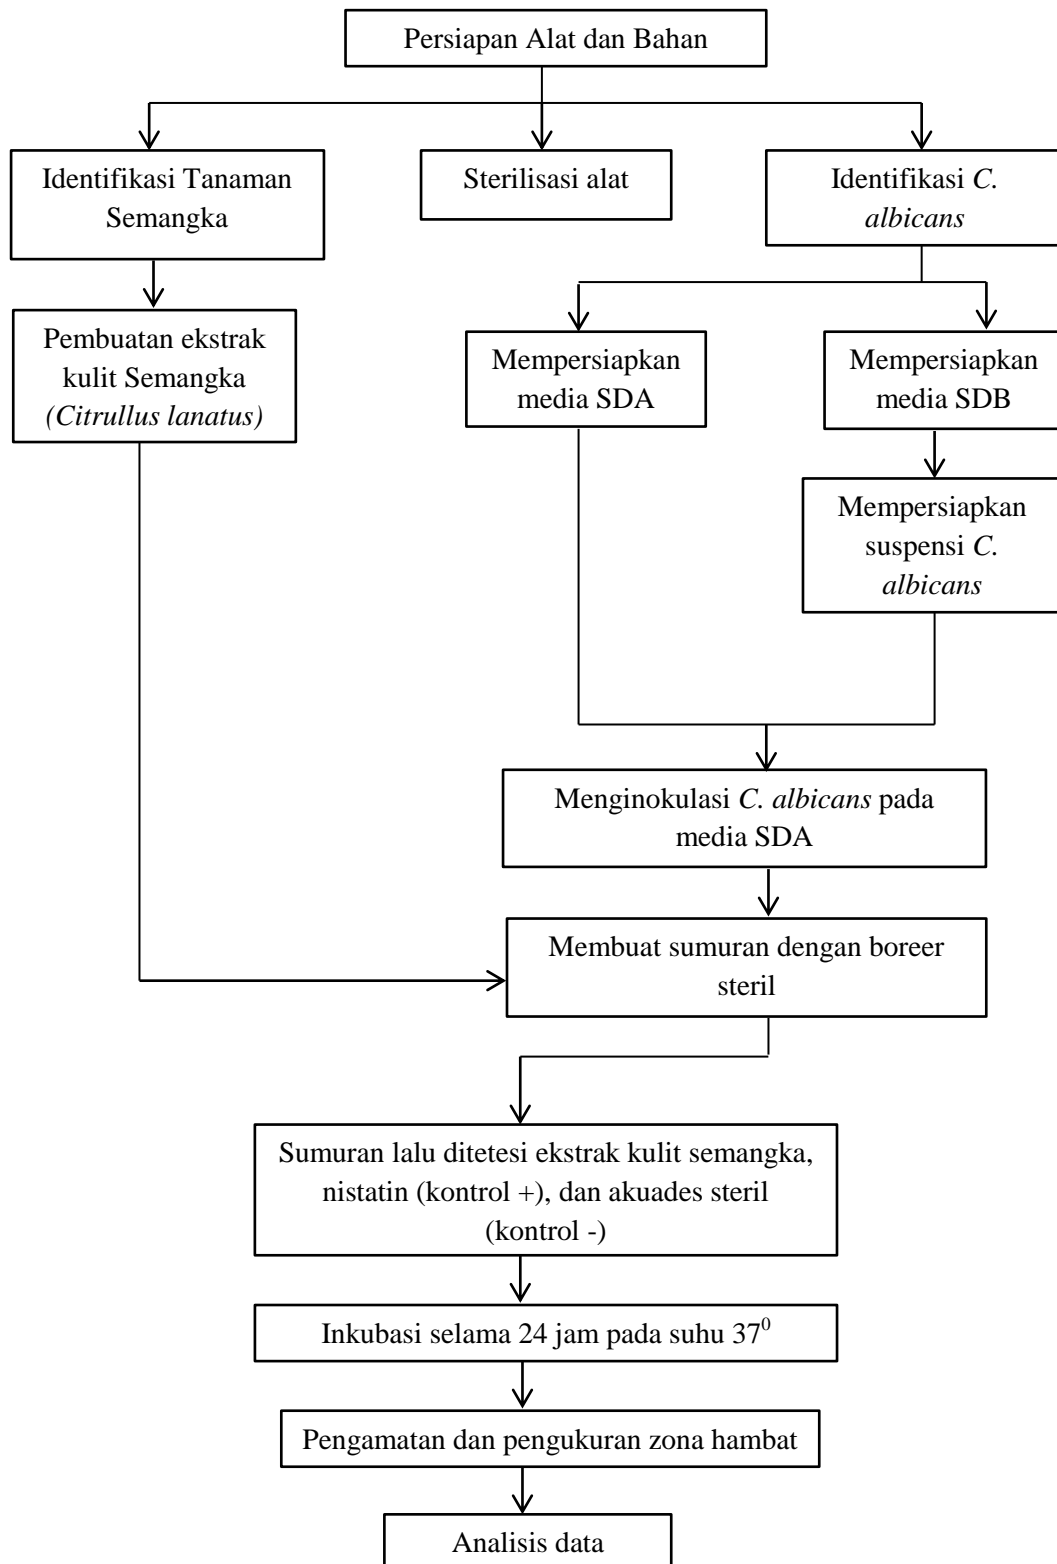 Persiapan Alat dan Bahan
Identifikasi Tanaman
Semangka
Sterilisasi alat
Identifikasi C.
albicans
Pembuatan ekstrak
kulit Semangka
(Citrullus lanatus)
Mempersiapkan
media SDA
Mempersiapkan
media SDB
Mempersiapkan
suspensi C.
albicans
Menginokulasi C. albicans pada
media SDA
Membuat sumuran dengan boreer
steril
Sumuran lalu ditetesi ekstrak kulit semangka,
nistatin (kontrol +), dan akuades steril
(kontrol -)
Inkubasi selama 24 jam pada suhu 37⁰
Pengamatan dan pengukuran zona hambat
Analisis data